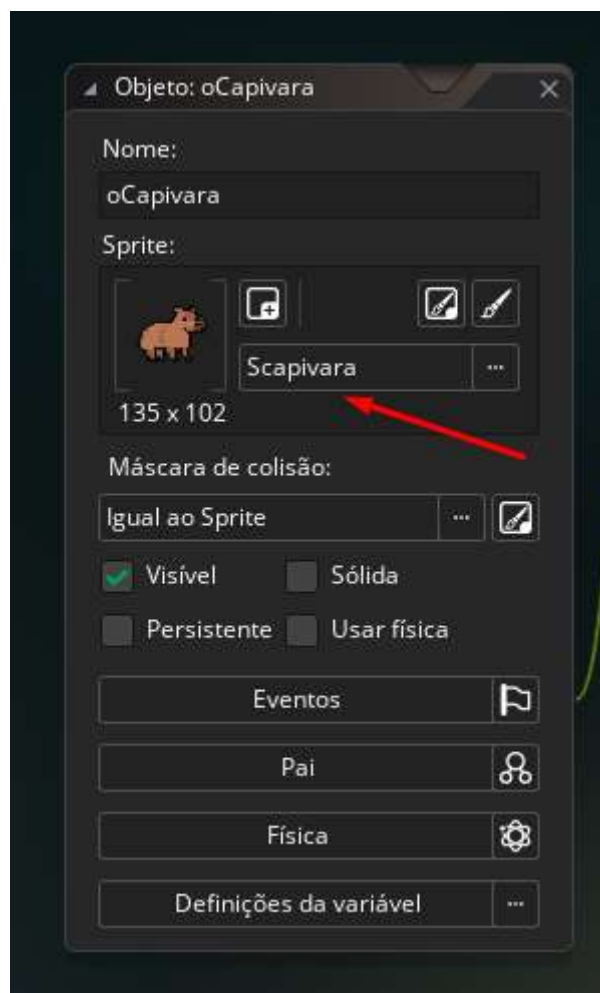 Objeto: oCapivara
Nome:
oCapivara
Sprite:
Scapivara
135 x 102
Máscara de colisão:
Igual ao Sprite
Visível Sólida
Persistente Usar física
Eventos
Pai
Física
Definições da variável